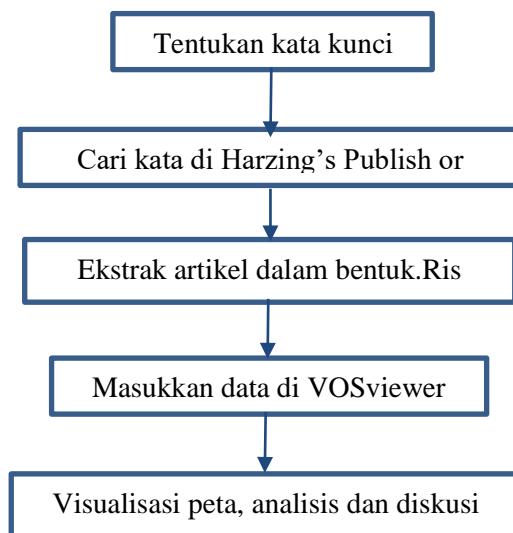 Tentukan kata kunci
Cari kata di Harzing’s Publish or
Ekstrak artikel dalam bentuk.Ris
Masukkan data di VOSviewer
Visualisasi peta, analisis dan diskusi